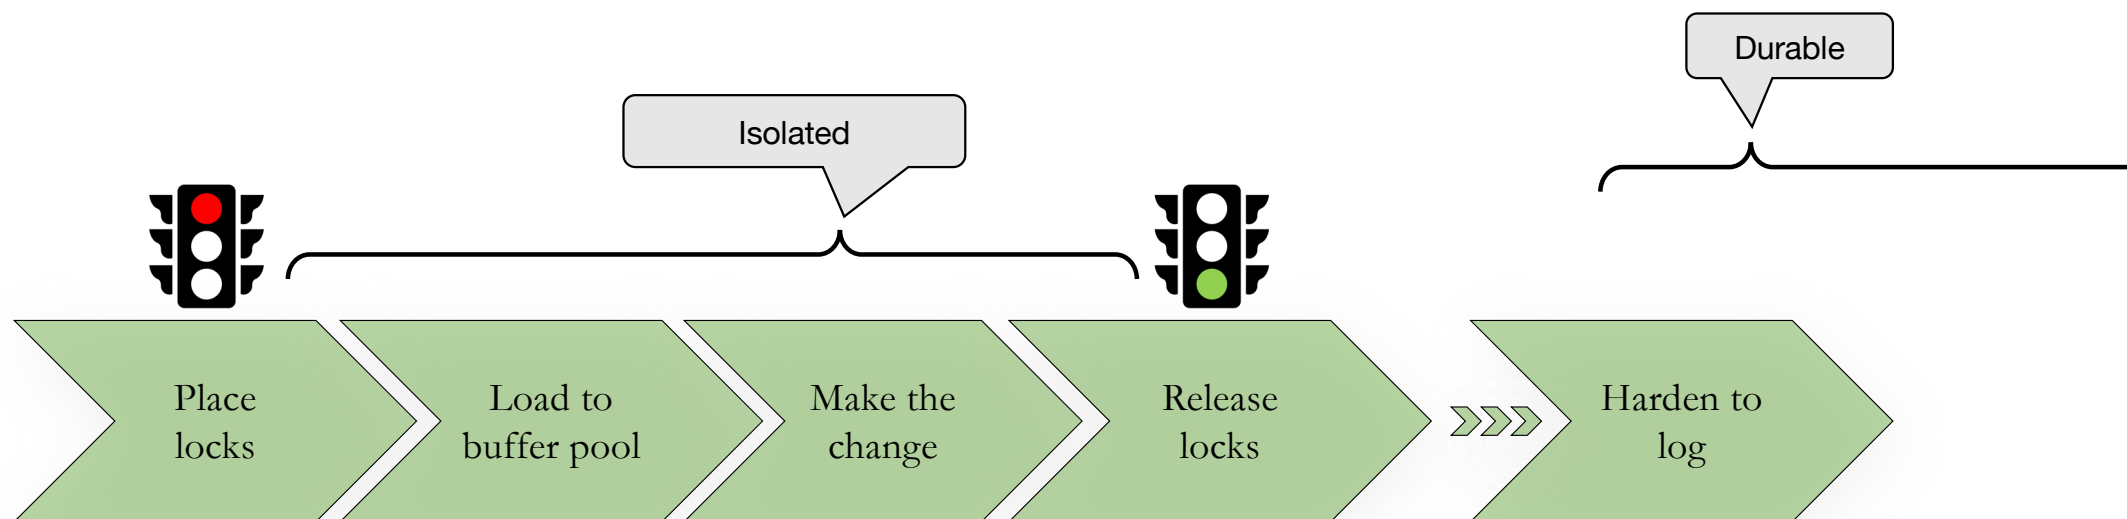 Durable
Isolated
Place
locks
Load to
buffer pool
Make the
change
Release
locks
Harden to
log